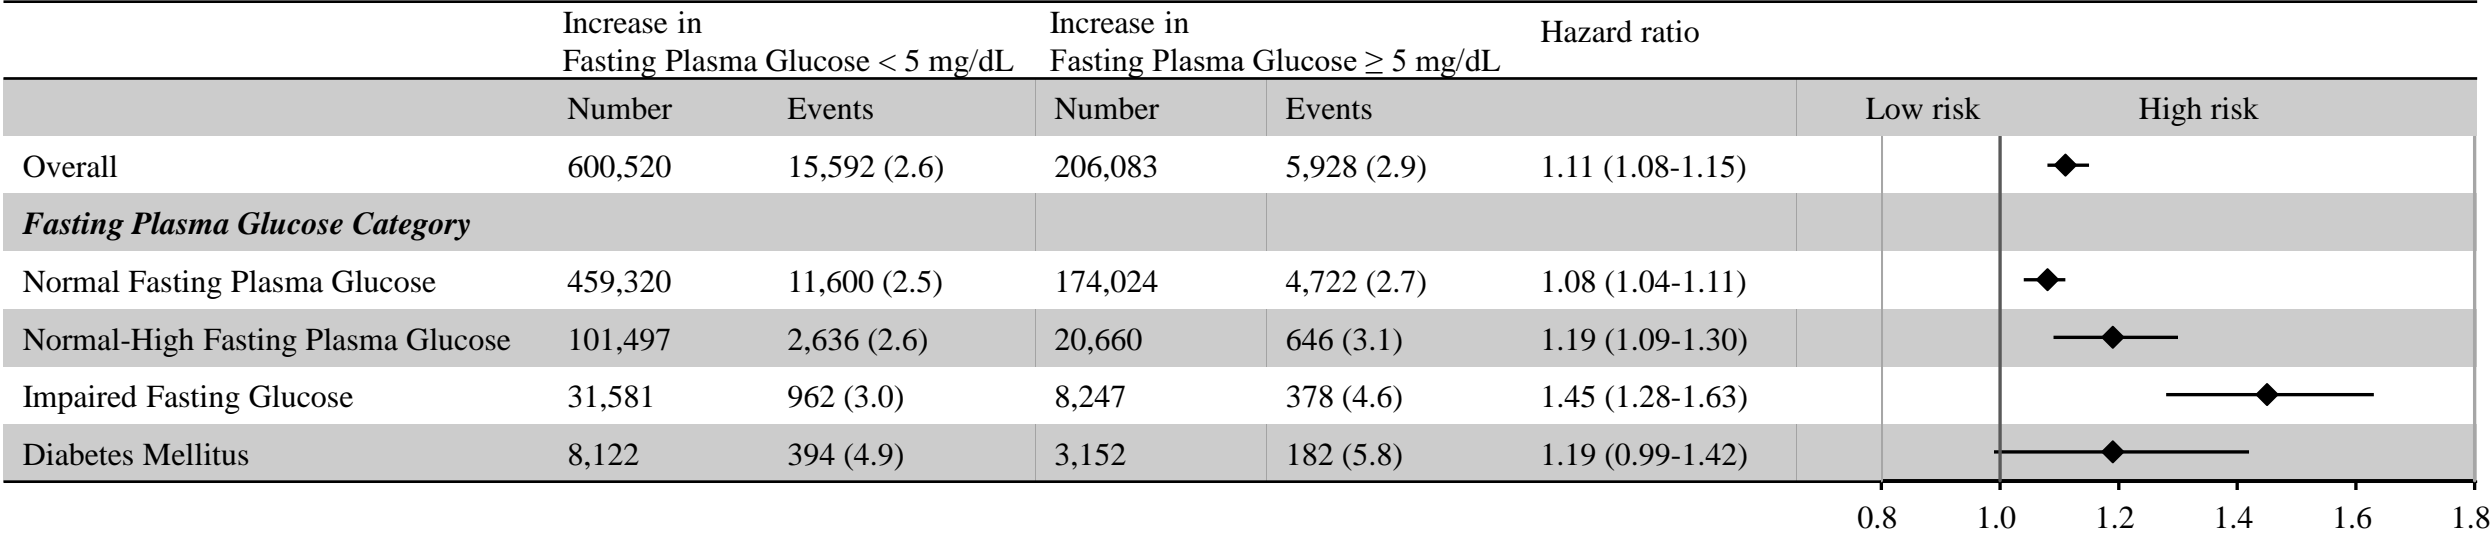 Increase in
Fasting Plasma Glucose < 5 mg/dL
Increase in
Fasting Plasma Glucose ≥ 5 mg/dL
Hazard ratio
Number Events Number Events Low risk High risk
Overall 600,520 15,592 (2.6) 206,083 5,928 (2.9) 1.11 (1.08-1.15)
Fasting Plasma Glucose Category
Normal Fasting Plasma Glucose 459,320 11,600 (2.5) 174,024 4,722 (2.7) 1.08 (1.04-1.11)
Normal-High Fasting Plasma Glucose 101,497 2,636 (2.6) 20,660 646 (3.1) 1.19 (1.09-1.30)
Impaired Fasting Glucose 31,581 962 (3.0) 8,247 378 (4.6) 1.45 (1.28-1.63)
Diabetes Mellitus 8,122 394 (4.9) 3,152 182 (5.8) 1.19 (0.99-1.42)
0.8 1.0 1.2 1.4 1.6 1.8